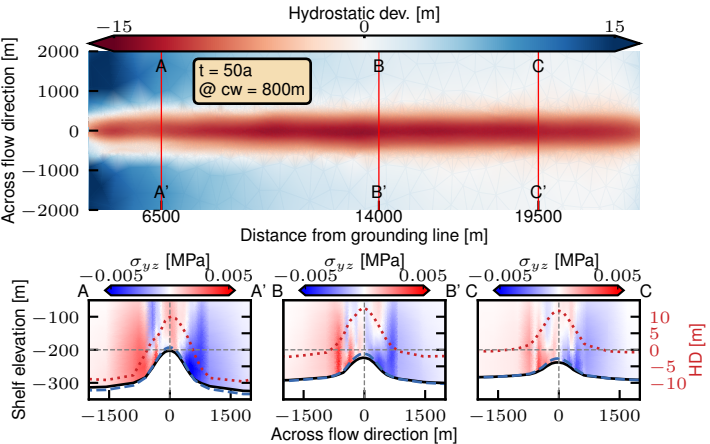 Hydrostatic dev. [m]
−15 0 15
2000
1000
0
−1000
−2000
Across flow direction [m]
t = 50a
@ cw = 800m
A B C
A' B' C'
6500 14000 19500
Distance from grounding line [m]
σyz [MPa] σyz [MPa] σyz [MPa]
−0.005 0.005 −0.005 0.005 −0.005 0.005
A A' B B' C C
Shelf elevation [m]
−100
−200
−300
10
5
0
−5
−10
HD [m]
−1500 0 1500 −1500 0 1500 −1500 0 1500
Across flow direction [m]